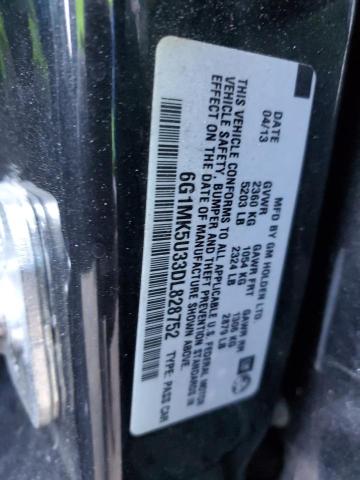 MFD BY GM HOLDEN LTD.
DATE GVWR GAWR FRT GAWR RR
04/13 2360 KG 1054 KG 1306 KG
5203 LB 2324 LB 2879 LB
THIS VEHICLE CONFORMS TO ALL APPLICABLE U.S. FEDERAL MOTOR
VEHICLE SAFETY, BUMPER AND THEFT PREVENTION STANDARDS IN
EFFECT ON THE DATE OF MANUFACTURE SHOWN ABOVE.
6G1MK5U33DL828752 TYPE: PASS CAR